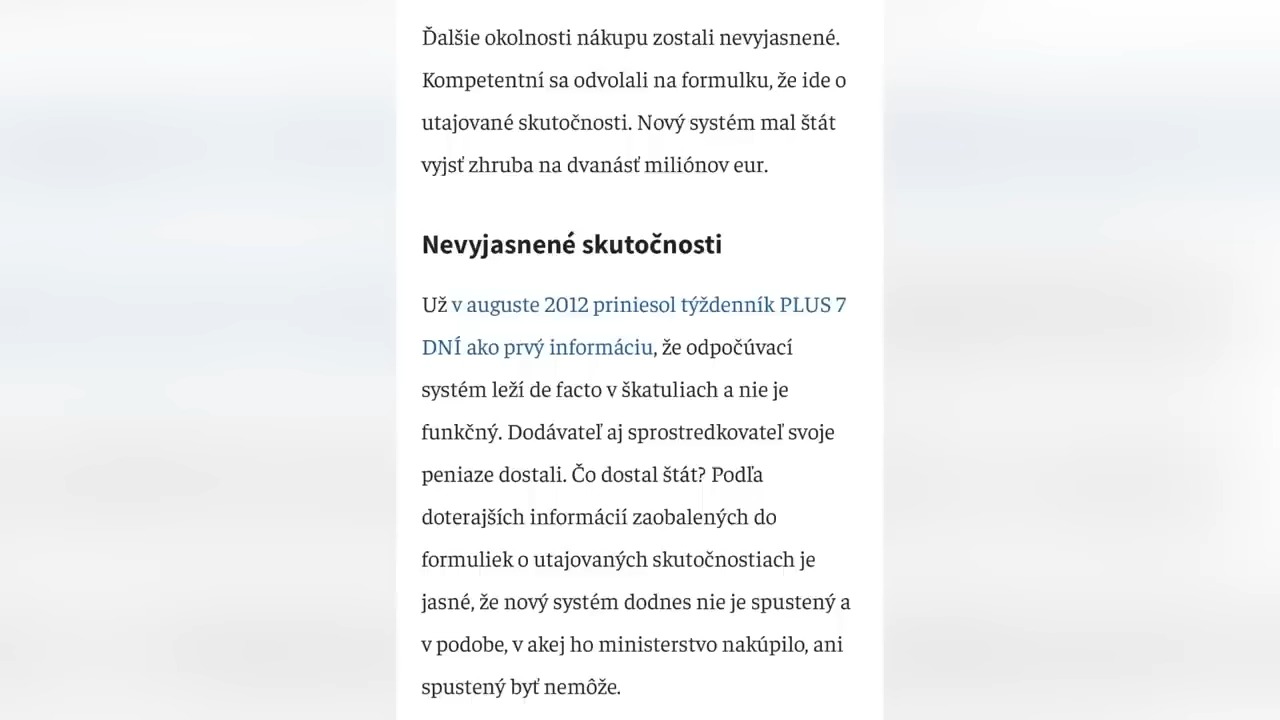 Ďalšie okolnosti nákupu zostali nevyjasnené.
Kompetentní sa odvolali na formulku, že ide o
utajované skutočnosti. Nový systém mal štát
vyjsť zhruba na dvanásť miliónov eur.
Nevyjasnené skutočnosti
Už v auguste 2012 priniesol týždenník PLUS 7
DNÍ ako prvý informáciu, že odpočúvací
systém leží de facto v škatuliach a nie je
funkčný. Dodávateľ aj sprostredkovateľ svoje
peniaze dostali. Čo dostal štát? Podľa
doterajších informácií zaobalených do
formuliek o utajovaných skutočnostiach je
jasné, že nový systém dodnes nie je spustený a
v podobe, v akej ho ministerstvo nakúpilo, ani
spustený byť nemôže.